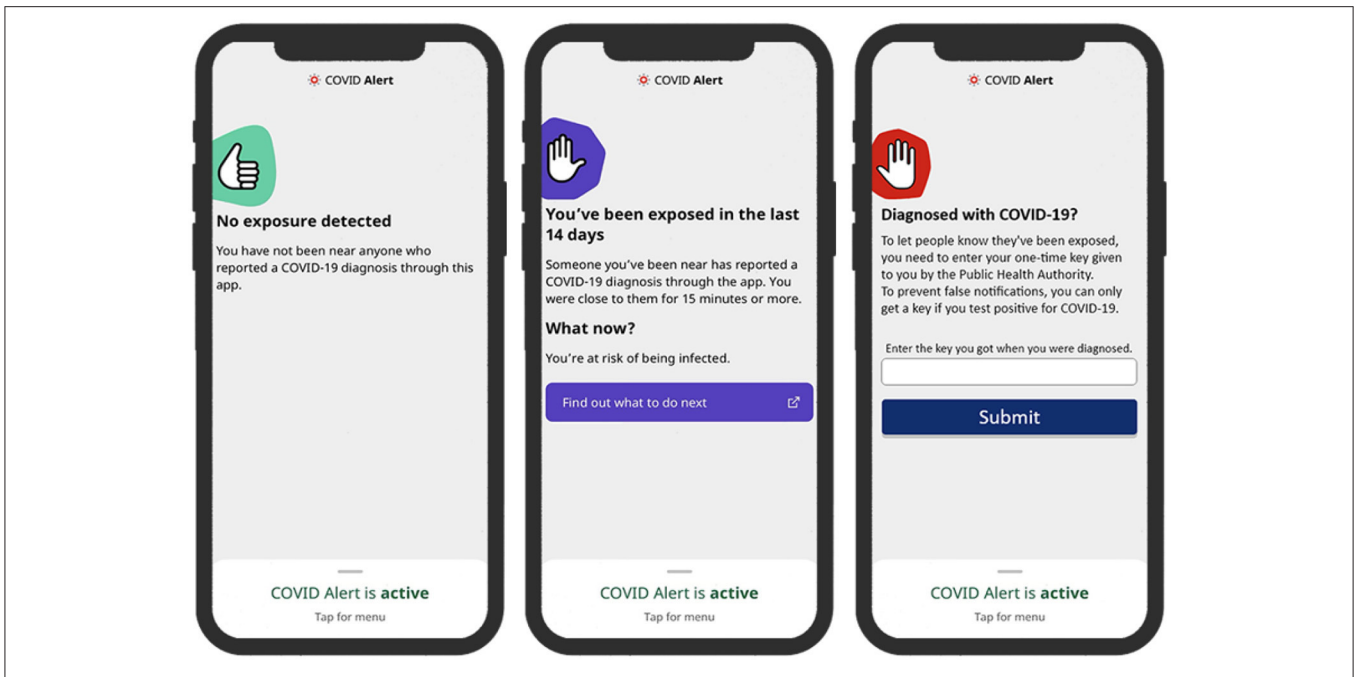 COVID Alert
No exposure detected
You have not been near anyone who
reported a COVID-19 diagnosis through this
app.
COVID Alert is active
Tap for menu
COVID Alert
You’ve been exposed in the last
14 days
Someone you’ve been near has reported a
COVID-19 diagnosis through the app. You
were close to them for 15 minutes or more.
What now?
You’re at risk of being infected.
Find out what to do next
COVID Alert is active
Tap for menu
COVID Alert
Diagnosed with COVID-19?
To let people know they’ve been exposed,
you need to enter your one-time key given
to you by the Public Health Authority.
To prevent false notifications, you can only
get a key if you test positive for COVID-19.
Enter the key you got when you were diagnosed.
Submit
COVID Alert is active
Tap for menu